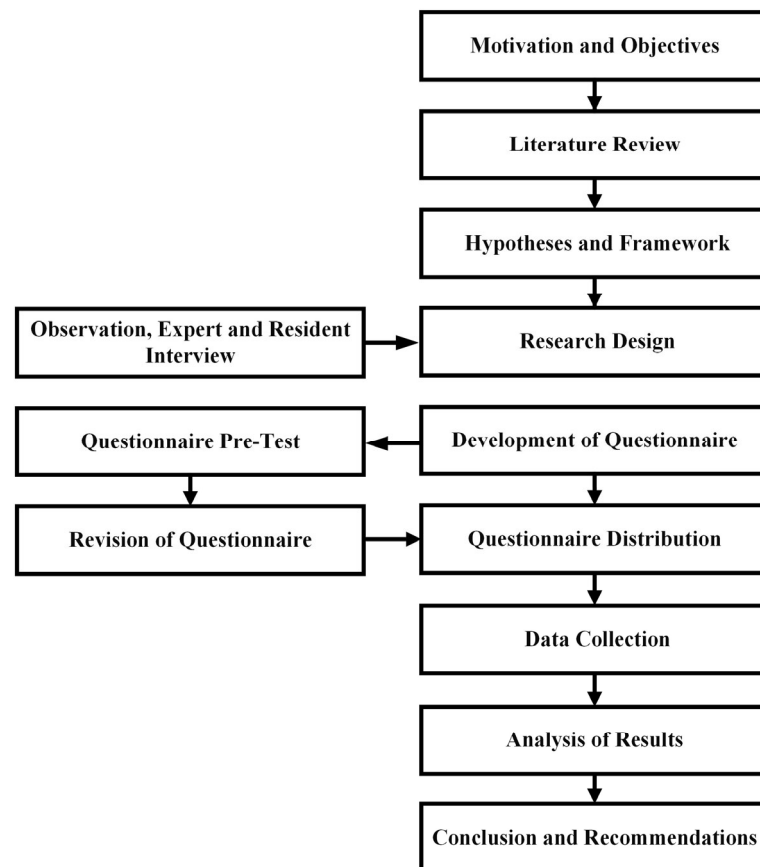 Motivation and Objectives
Literature Review
Hypotheses and Framework
Observation, Expert and Resident
Interview
Research Design
Questionnaire Pre-Test
Development of Questionnaire
Revision of Questionnaire
Questionnaire Distribution
Data Collection
Analysis of Results
Conclusion and Recommendations